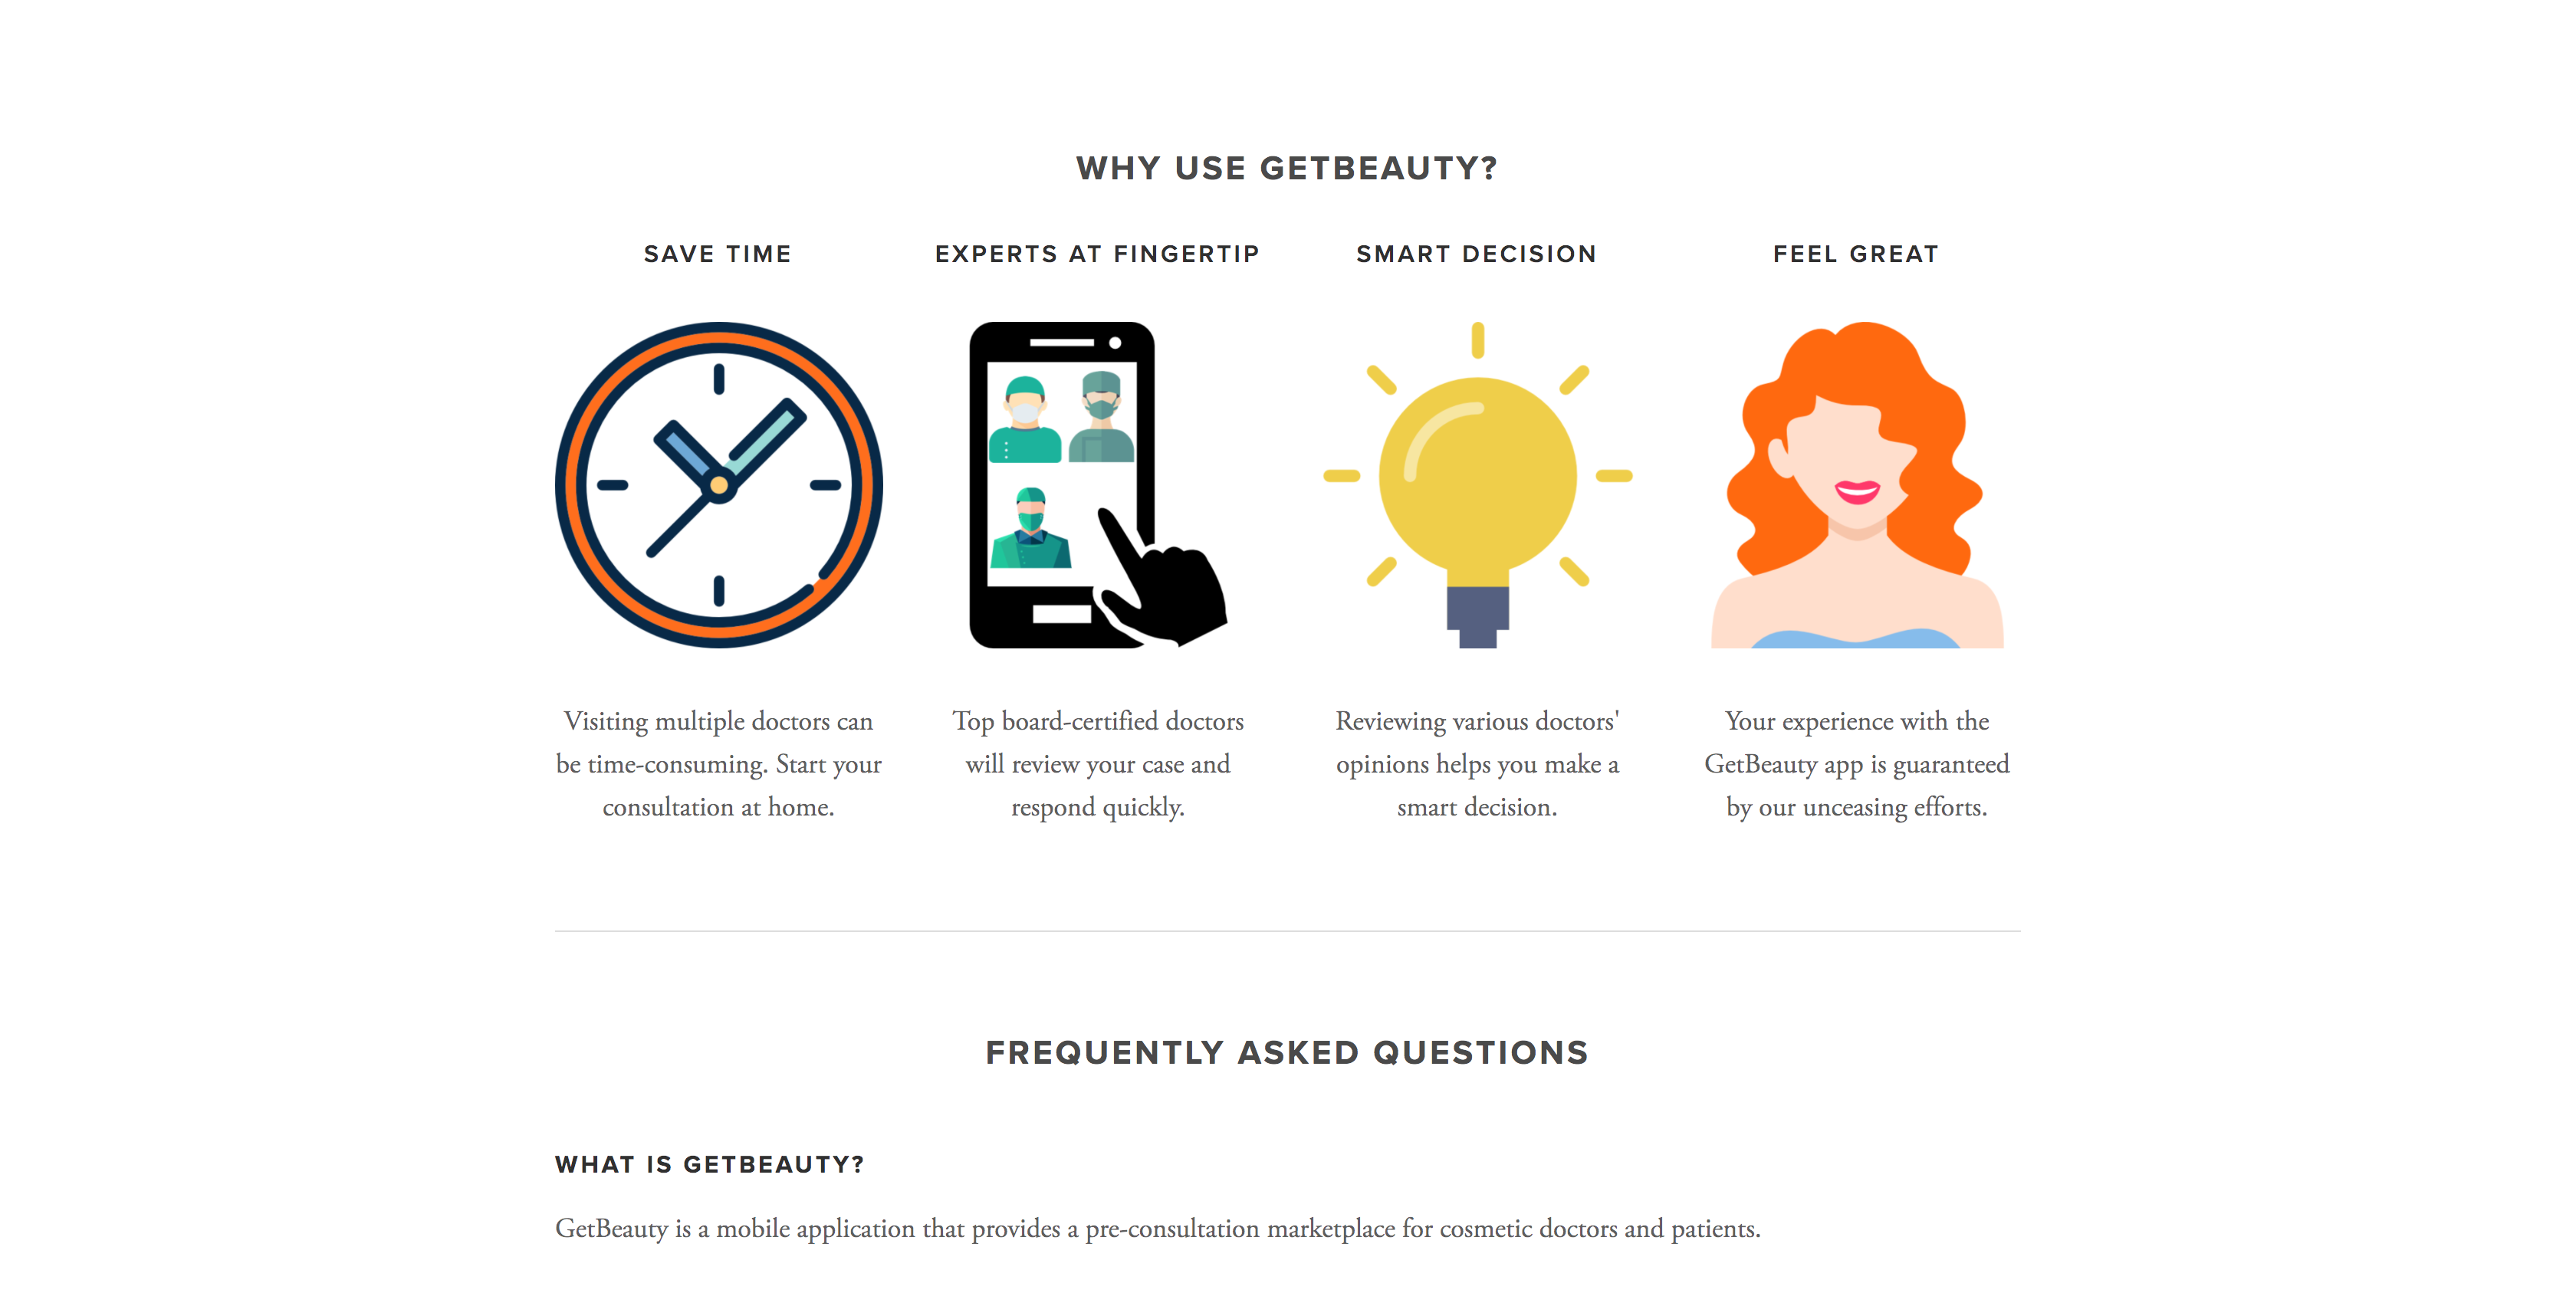 WHY USE GETBEAUTY?
SAVE TIME
Visiting multiple doctors can
be time-consuming. Start your
consultation at home.
EXPERTS AT FINGERTIP
Top board-certified doctors
will review your case and
respond quickly.
SMART DECISION
Reviewing various doctors'
opinions helps you make a
smart decision.
FEEL GREAT
Your experience with the
GetBeauty app is guaranteed
by our unceasing efforts.
FREQUENTLY ASKED QUESTIONS
WHAT IS GETBEAUTY?
GetBeauty is a mobile application that provides a pre-consultation marketplace for cosmetic doctors and patients.